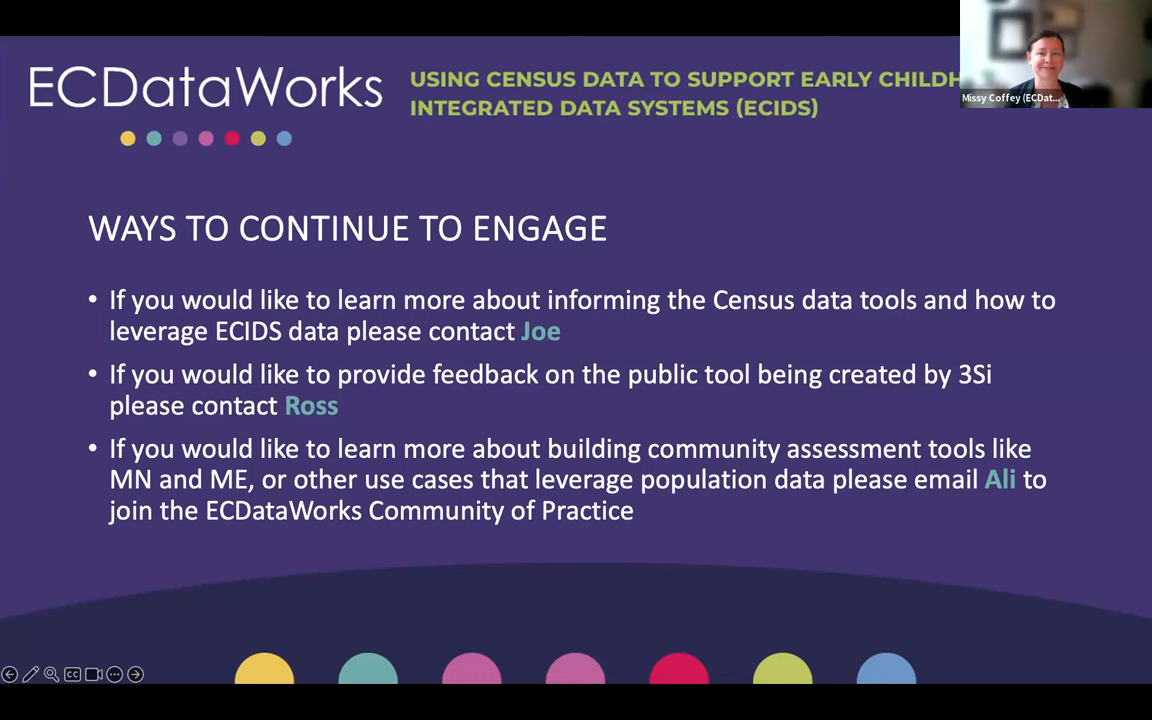 ECDataWorks
USING CENSUS DATA TO SUPPORT EARLY
INTEGRATED DATA SYSTEMS (ECIDS)
Missy Coffey (ECDat...
WAYS TO CONTINUE TO ENGAGE
• If you would like to learn more about informing the Census data tools and how to
leverage ECIDS data please contact Joe
• If you would like to provide feedback on the public tool being created by 3Si
please contact Ross
• If you would like to learn more about building community assessment tools like
MN and ME, or other use cases that leverage population data please email Ali to
join the ECDataWorks Community of Practice
CC